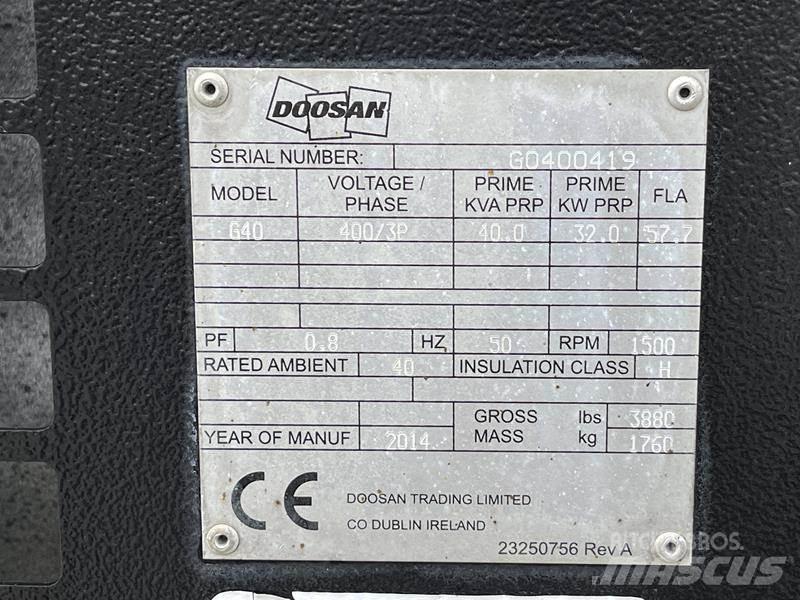 DOOSAN
SERIAL NUMBER: G0400419
MODEL VOLTAGE / PHASE PRIME KVA PRP PRIME KW PRP FLA
G40 400/3P 40.0 32.0 57.7
PF 0.8 HZ 50 RPM 1500
RATED AMBIENT 40 INSULATION CLASS H
GROSS MASS lbs 3880
YEAR OF MANUF 2014 kg 1760
CE DOOSAN TRADING LIMITED
CO DUBLIN IRELAND
23250756 Rev A
MASCUS